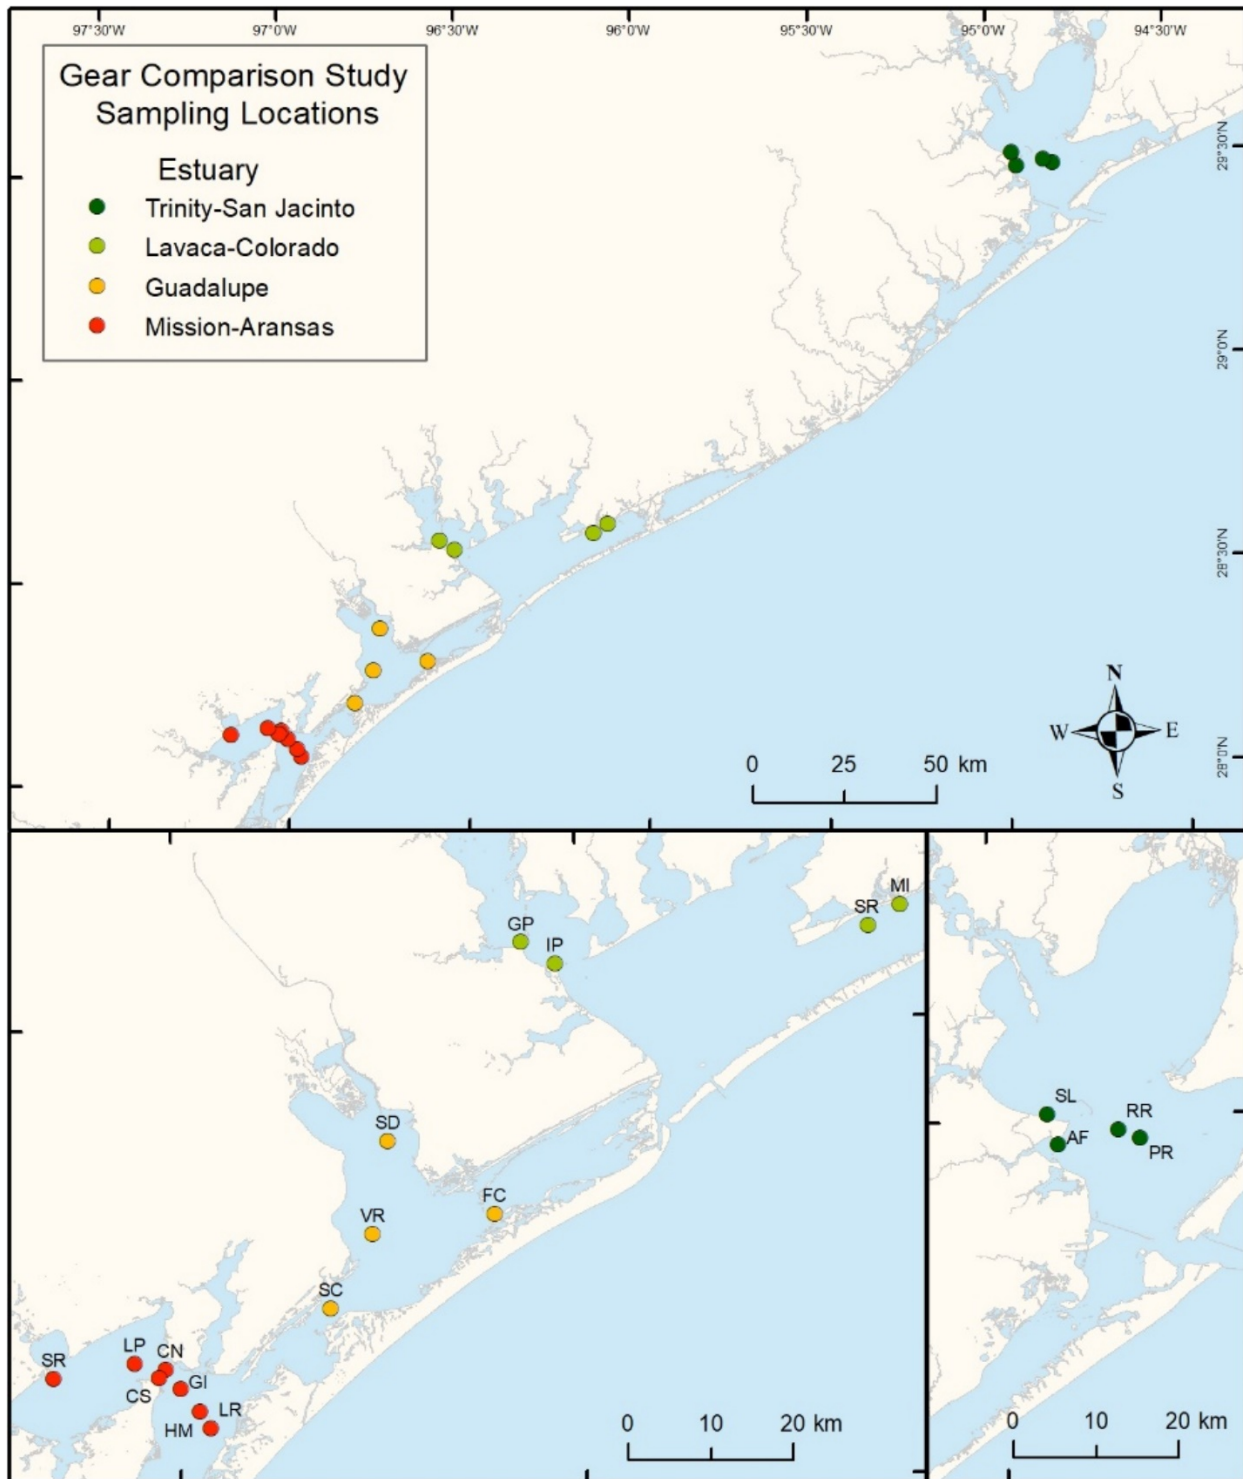 97°30'W
97°0'W
96°30'W
96°0'W
95°30'W
95°0'W
94°30'W
Gear Comparison Study
Sampling Locations
Estuary
Trinity-San Jacinto
Lavaca-Colorado
Guadalupe
Mission-Aransas
29°30'N
29°0'N
28°30'N
28°0'N
N
W E
S
0 25 50 km
MI
SR
GP
IP
SD
FC
VR
SC
LP
CN
SR
CS
GI
LR
HM
0 10 20 km
SL
RR
AF
PR
0 10 20 km